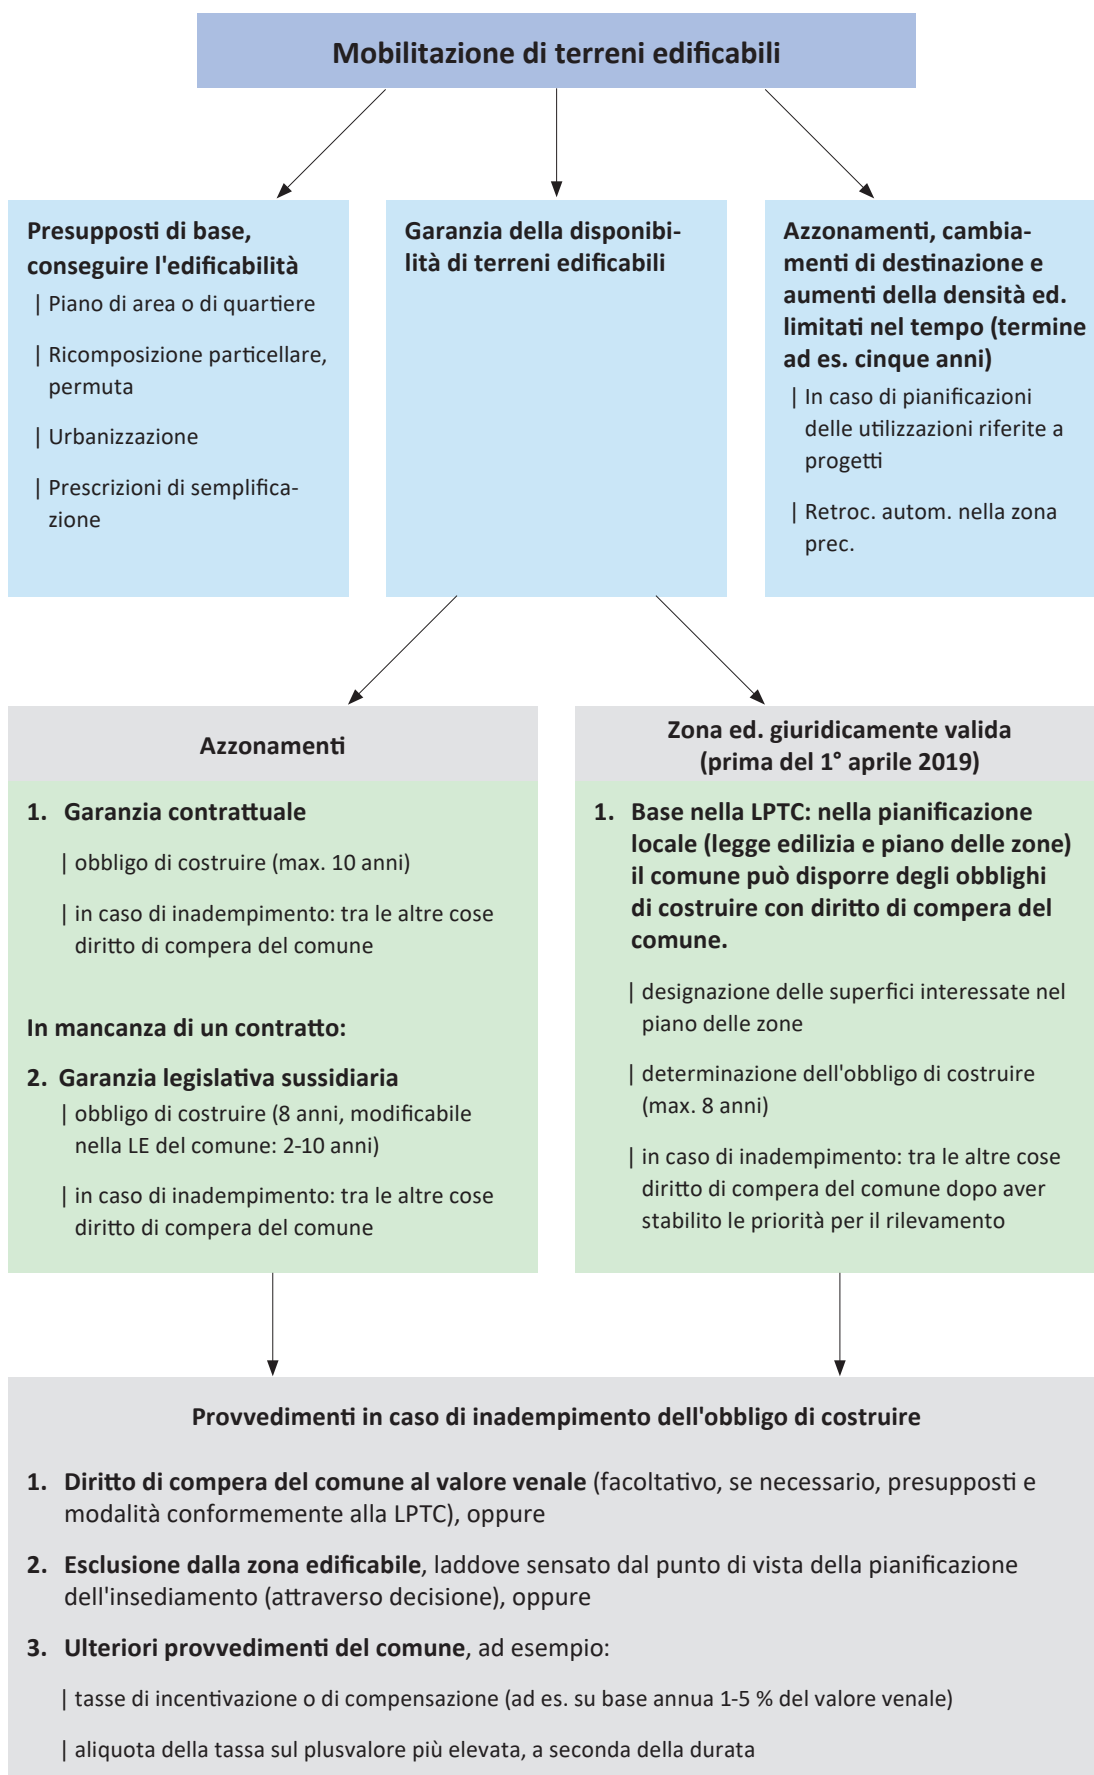 Mobilitazione di terreni edificabili
Presupposti di base,
conseguire l'edificabilità
| Piano di area o di quartiere
| Ricomposizione particellare,
permuta
| Urbanizzazione
| Prescrizioni di semplifica-
zione
Garanzia della disponibi-
lità di terreni edificabili
Azzonamenti, cambia-
menti di destinazione e
aumenti della densità ed.
limitati nel tempo (termine
ad es. cinque anni)
| In caso di pianificazioni
delle utilizzazioni riferite a
progetti
| Retroc. autom. nella zona
prec.
Azzonamenti
1. Garanzia contrattuale
| obbligo di costruire (max. 10 anni)
| in caso di inadempimento: tra le altre cose
diritto di compera del comune
In mancanza di un contratto:
2. Garanzia legislativa sussidiaria
| obbligo di costruire (8 anni, modificabile
nella LE del comune: 2-10 anni)
| in caso di inadempimento: tra le altre cose
diritto di compera del comune
Zona ed. giuridicamente valida
(prima del 1° aprile 2019)
1. Base nella LPTC: nella pianificazione
locale (legge edilizia e piano delle zone)
il comune può disporre degli obblighi
di costruire con diritto di compera del
comune.
| designazione delle superfici interessate nel
piano delle zone
| determinazione dell'obbligo di costruire
(max. 8 anni)
| in caso di inadempimento: tra le altre cose
diritto di compera del comune dopo aver
stabilito le priorità per il rilevamento
Provvedimenti in caso di inadempimento dell'obbligo di costruire
1. Diritto di compera del comune al valore venale (facoltativo, se necessario, presupposti e
modalità conformemente alla LPTC), oppure
2. Esclusione dalla zona edificabile, laddove sensato dal punto di vista della pianificazione
dell'insediamento (attraverso decisione), oppure
3. Ulteriori provvedimenti del comune, ad esempio:
| tasse di incentivazione o di compensazione (ad es. su base annua 1-5 % del valore venale)
| aliquota della tassa sul plusvalore più elevata, a seconda della durata